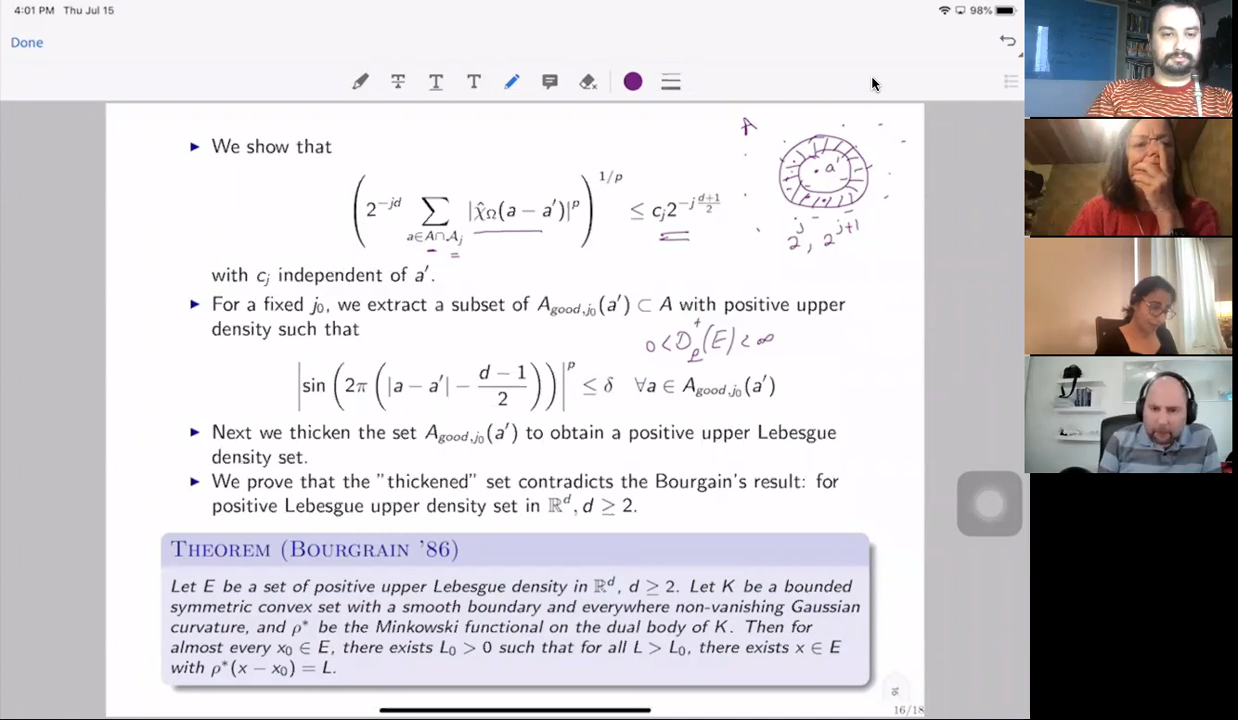 4:01 PM Thu Jul 15
98%
Done
T T T
▶ We show that
A
a'
2^j, 2^{j+1}
(2^{-jd} ∑_{a∈A∩A_j} |χ̂_Ω(a − a')|^p)^{1/p} ≤ c_j 2^{-j\frac{d+1}{2}}
with c_j independent of a'.
▶ For a fixed j_0, we extract a subset of A_{good,j_0}(a') ⊂ A with positive upper
density such that
0 < D_ℓ^+(E) < ∞
|sin(2π(|a − a'| − \frac{d − 1}{2}))|^p ≤ δ ∀a ∈ A_{good,j_0}(a')
▶ Next we thicken the set A_{good,j_0}(a') to obtain a positive upper Lebesgue
density set.
▶ We prove that the "thickened" set contradicts the Bourgain's result: for
positive Lebesgue upper density set in ℝ^d, d ≥ 2.
THEOREM (BOURGRAIN '86)
Let E be a set of positive upper Lebesgue density in ℝ^d, d ≥ 2. Let K be a bounded
symmetric convex set with a smooth boundary and everywhere non-vanishing Gaussian
curvature, and ρ* be the Minkowski functional on the dual body of K. Then for
almost every x_0 ∈ E, there exists L_0 > 0 such that for all L > L_0, there exists x ∈ E
with ρ*(x − x_0) = L.
16/18